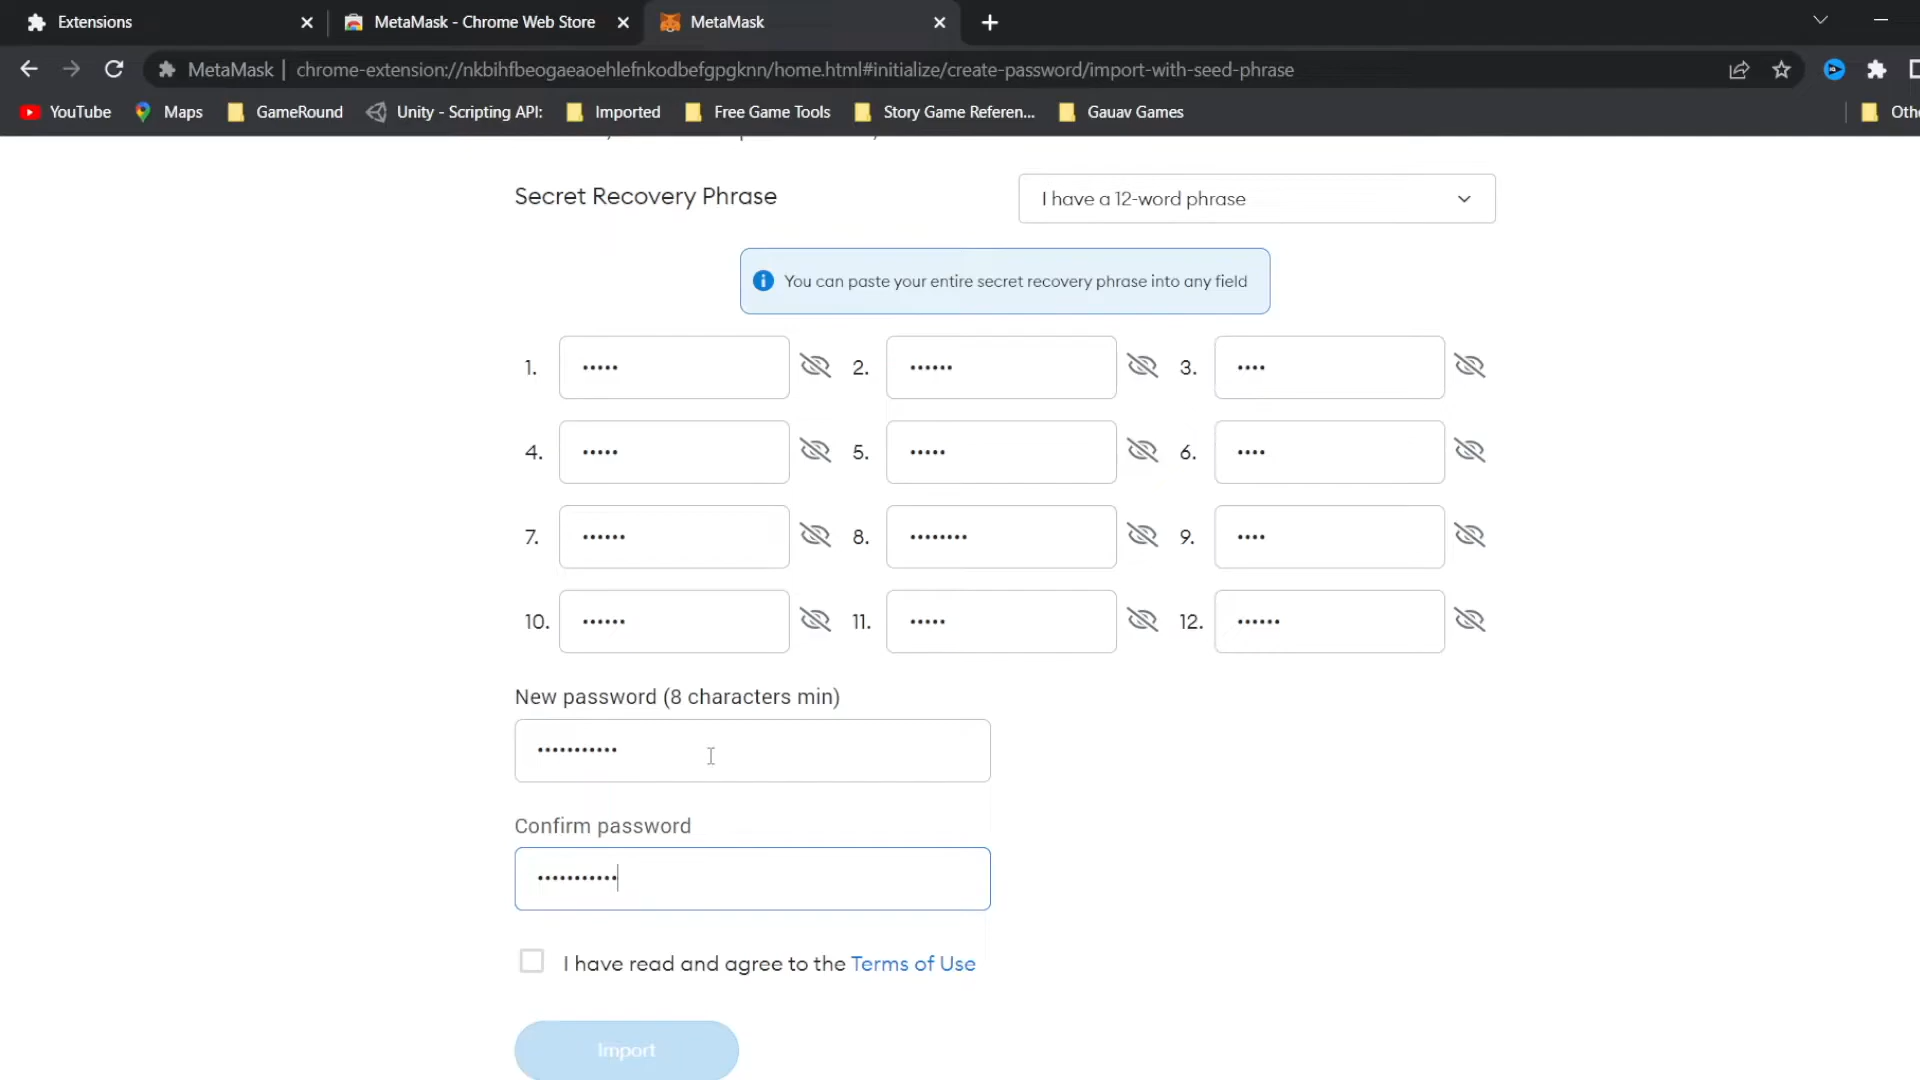 Extensions
MetaMask - Chrome Web Store
MetaMask
MetaMask | chrome-extension://nkbihfbeogaeaoehlefnkodbefgpgknn/home.html#initialize/create-password/import-with-seed-phrase
YouTube
Maps
GameRound
Unity - Scripting API:
Imported
Free Game Tools
Story Game Referen...
Gauav Games
Othe
Secret Recovery Phrase
I have a 12-word phrase
You can paste your entire secret recovery phrase into any field
1. ••••• 2. •••••• 3. ••••
4. ••••• 5. ••••• 6. ••••
7. •••••• 8. •••••••• 9. ••••
10. •••••• 11. ••••• 12. ••••••
New password (8 characters min)
•••••••••••
Confirm password
•••••••••••
I have read and agree to the Terms of Use
Import